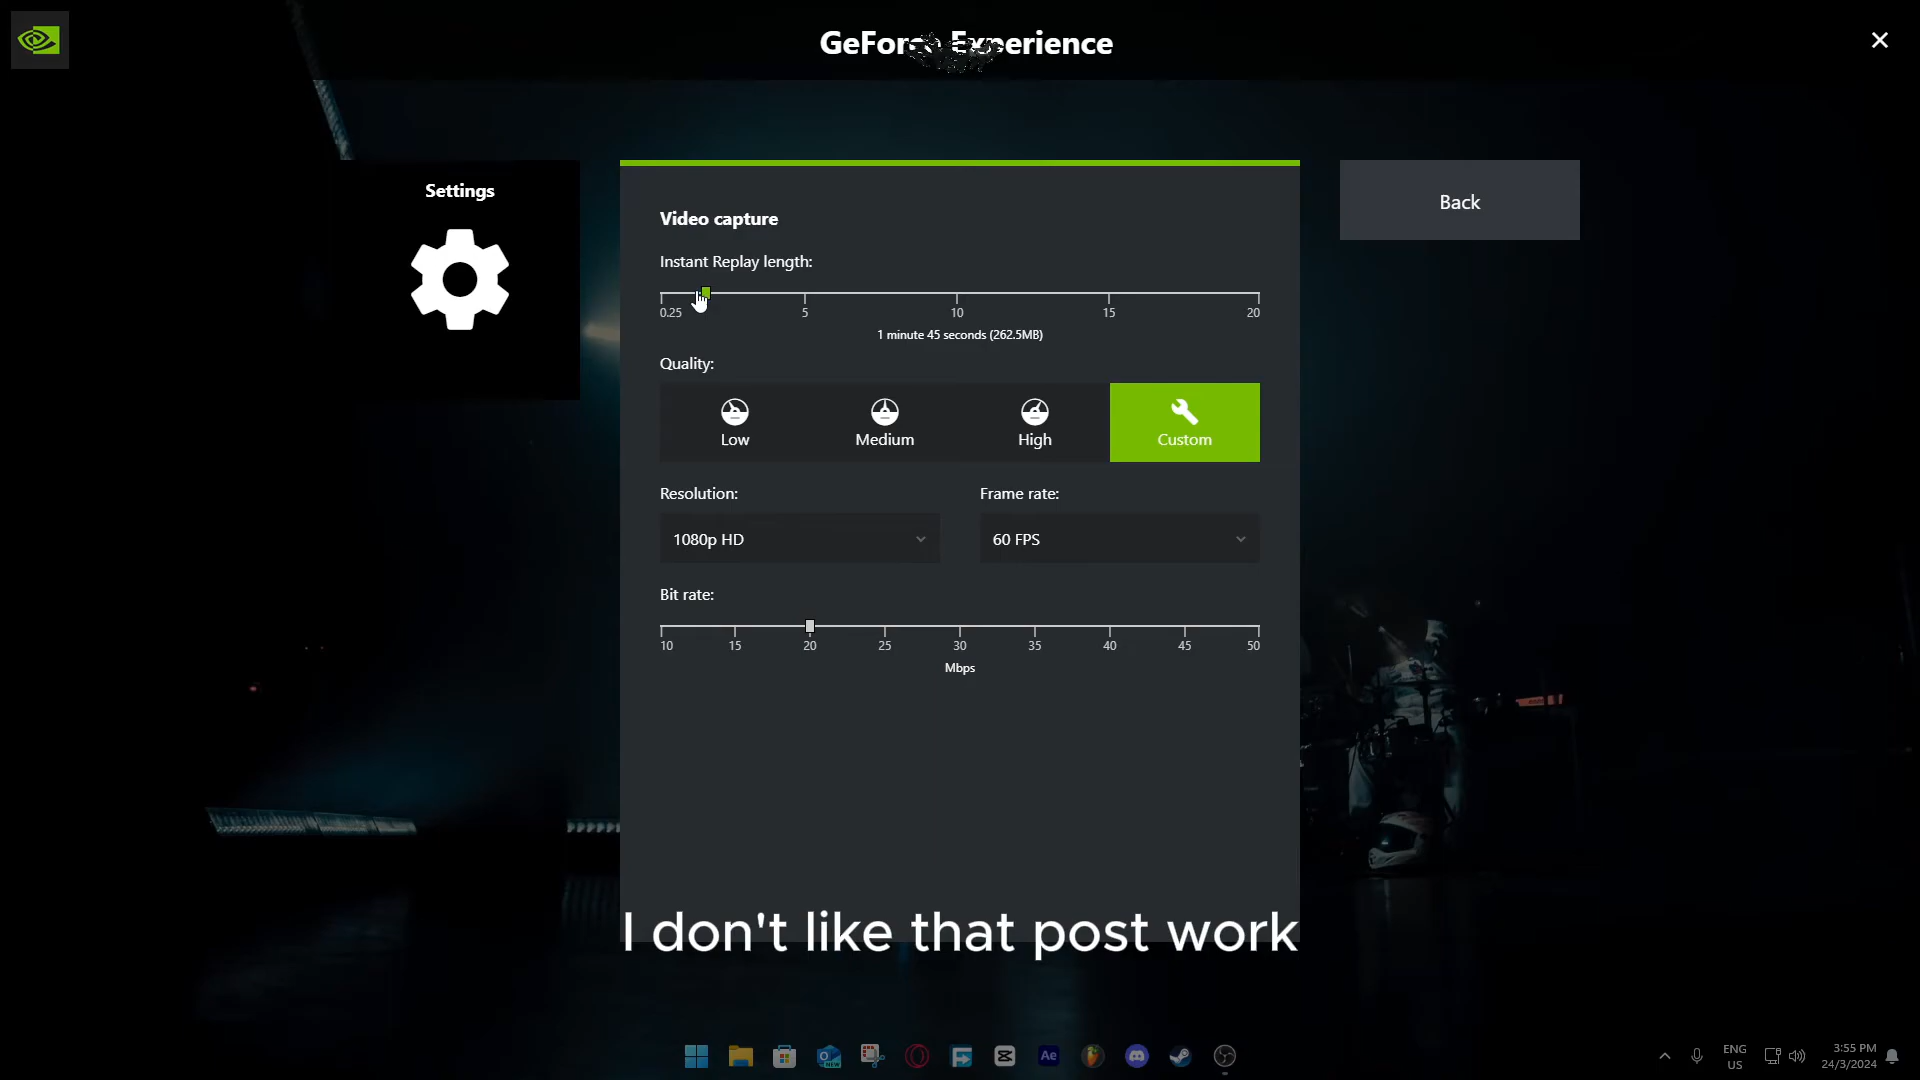 GeForce Experience
Settings
Video capture
Back
Instant Replay length:
0.25 5 10 15 20
1 minute 45 seconds (262.5MB)
Quality:
Low Medium High Custom
Resolution: Frame rate:
1080p HD 60 FPS
Bit rate:
10 15 20 25 30 35 40 45 50
Mbps
I don't like that post work
NEW
Ae
ENG
US
3:55 PM
24/3/2024